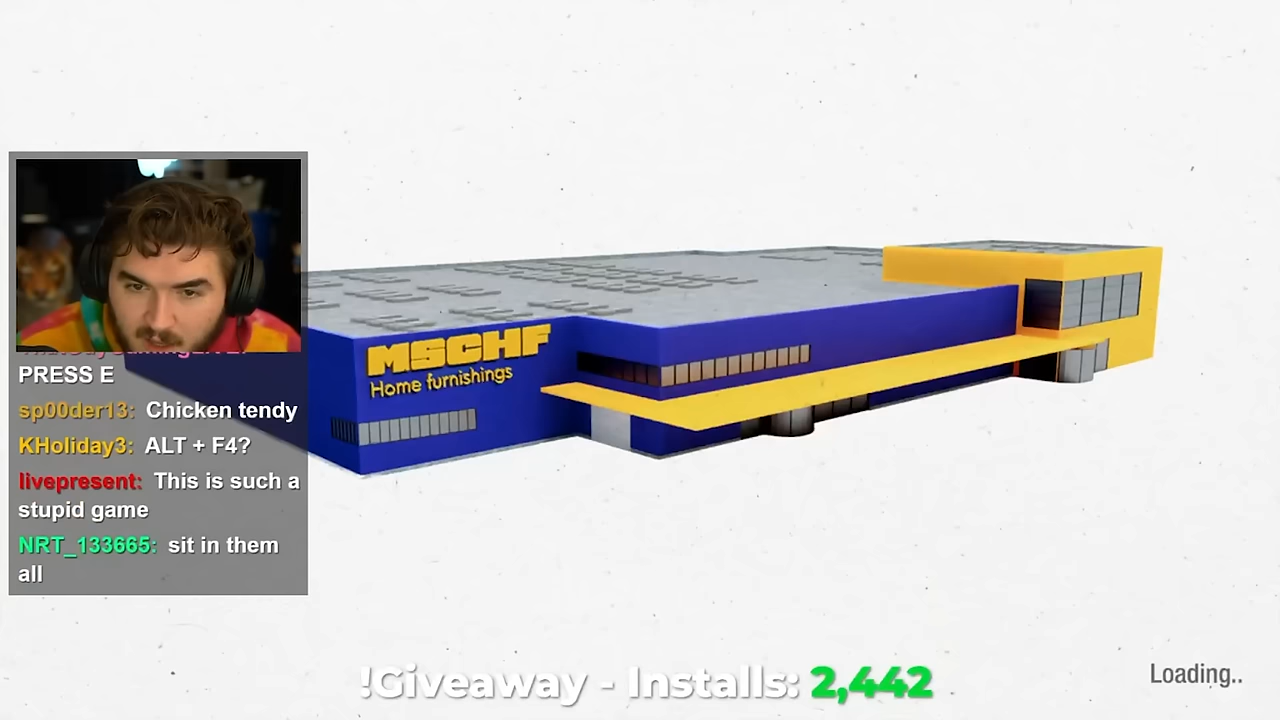 MSCHF
Home furnishings
PRESS E
sp00der13: Chicken tendy
KHoliday3: ALT + F4?
livepresent: This is such a
stupid game
NRT_133665: sit in them
all
!Giveaway - Installs: 2,442
Loading..